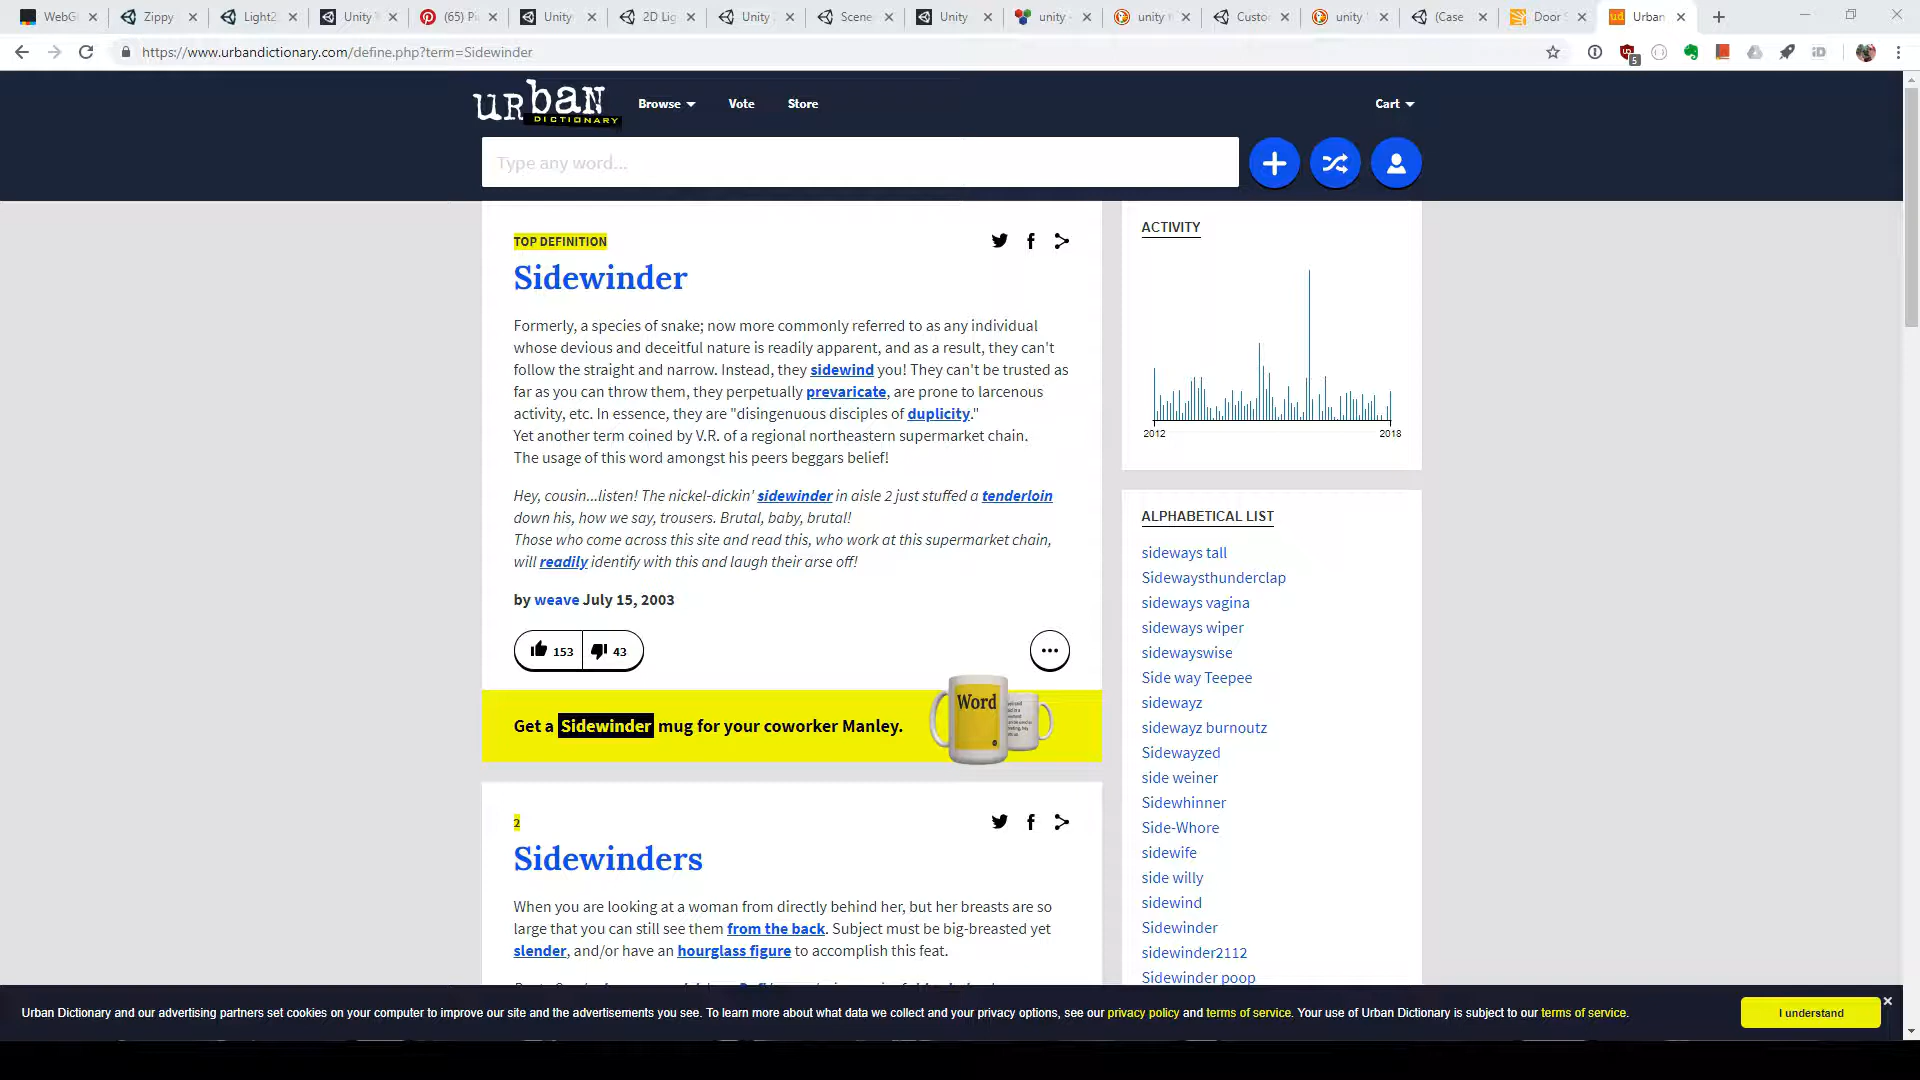 WebG
Zippy
Light2
Unity
(65) Pi
Unity
2D Lig
Unity
Scene
Unity
unity
unity
Custo
unity
(Case
Door S
Urban
https://www.urbandictionary.com/define.php?term=Sidewinder
5
urban
DICTIONARY
Browse
Vote
Store
Cart
Type any word...
TOP DEFINITION
Sidewinder
Formerly, a species of snake; now more commonly referred to as any individual
whose devious and deceitful nature is readily apparent, and as a result, they can't
follow the straight and narrow. Instead, they sidewind you! They can't be trusted as
far as you can throw them, they perpetually prevaricate, are prone to larcenous
activity, etc. In essence, they are "disingenuous disciples of duplicity."
Yet another term coined by V.R. of a regional northeastern supermarket chain.
The usage of this word amongst his peers beggars belief!
Hey, cousin...listen! The nickel-dickin' sidewinder in aisle 2 just stuffed a tenderloin
down his, how we say, trousers. Brutal, baby, brutal!
Those who come across this site and read this, who work at this supermarket chain,
will readily identify with this and laugh their arse off!
by weave July 15, 2003
153
43
Get a Sidewinder mug for your coworker Manley.
Word
2
Sidewinders
When you are looking at a woman from directly behind her, but her breasts are so
large that you can still see them from the back. Subject must be big-breasted yet
slender, and/or have an hourglass figure to accomplish this feat.
ACTIVITY
2012
2018
ALPHABETICAL LIST
sideways tall
Sidewaysthunderclap
sideways vagina
sideways wiper
sidewayswise
Side way Teepee
sidewayz
sidewayz burnoutz
Sidewayzed
side weiner
Sidewhinner
Side-Whore
sidewife
side willy
sidewind
Sidewinder
sidewinder2112
Sidewinder poop
Urban Dictionary and our advertising partners set cookies on your computer to improve our site and the advertisements you see. To learn more about what data we collect and your privacy options, see our privacy policy and terms of service. Your use of Urban Dictionary is subject to our terms of service.
I understand